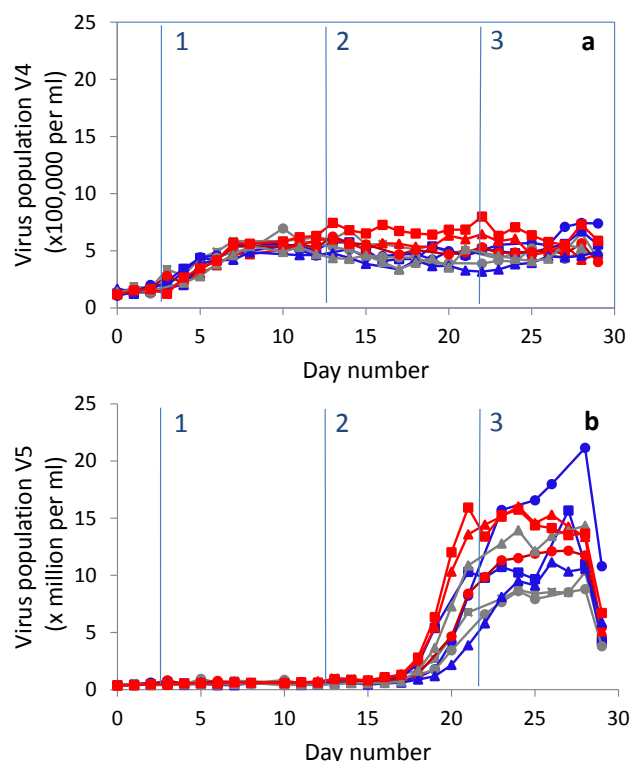 Virus population V4
(x100,000 per ml)
25
20
15
10
5
0
1
2
3
a
0 5 10 15 20 25 30
Day number
Virus population V5
(x million per ml)
25
20
15
10
5
0
1
2
3
b
0 5 10 15 20 25 30
Day number